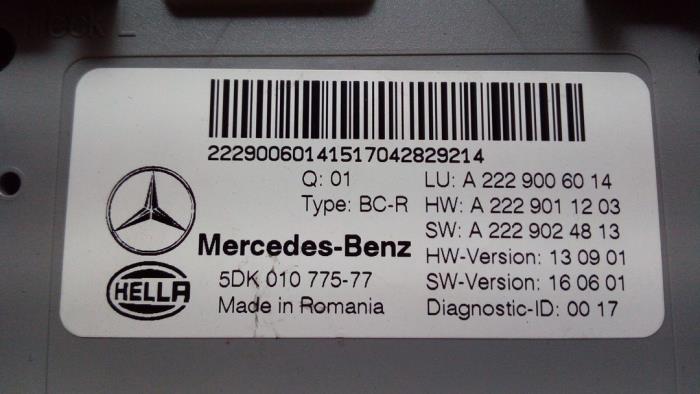 22290060141517042829214
Q: 01
LU: A 222 900 60 14
Type: BC-R
HW: A 222 901 12 03
SW: A 222 902 48 13
Mercedes-Benz
HW-Version: 13 09 01
HELLA
5DK 010 775-77
SW-Version: 16 06 01
Made in Romania
Diagnostic-ID: 00 17